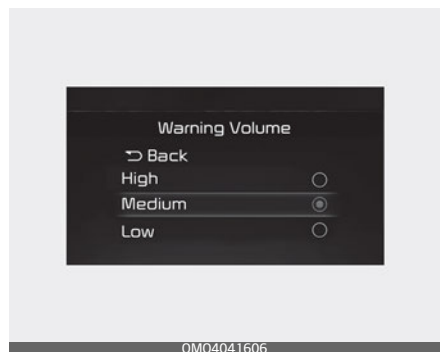 Warning Volume
Back
High
Medium
Low
OMO4041606